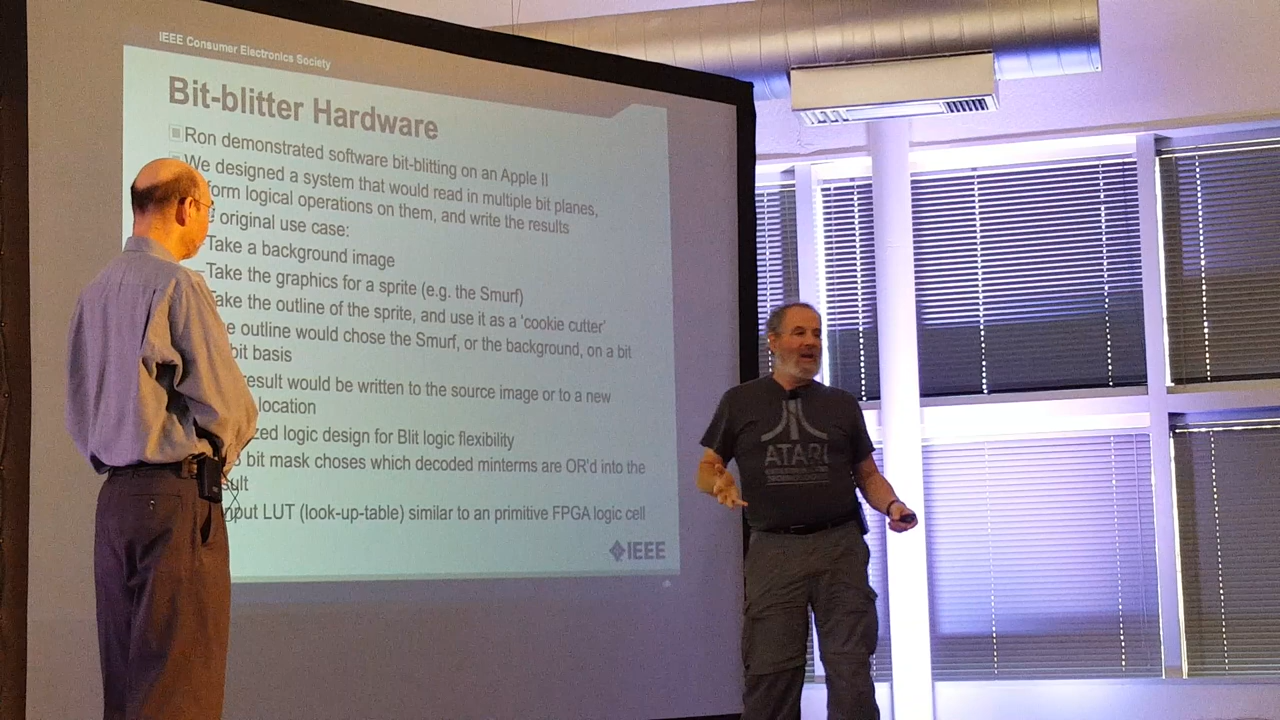 IEEE Consumer Electronics Society
Bit-blitter Hardware
Ron demonstrated software bit-blitting on an Apple II
We designed a system that would read in multiple bit planes,
form logical operations on them, and write the results
original use case:
Take a background image
Take the graphics for a sprite (e.g. the Smurf)
Take the outline of the sprite, and use it as a 'cookie cutter'
outline would chose the Smurf, or the background, on a bit
bit basis
result would be written to the source image or to a new
location
logic design for Blit logic flexibility
bit mask choses which decoded minterms are OR'd into the
LUT (look-up-table) similar to an primitive FPGA logic cell
IEEE
ATARI